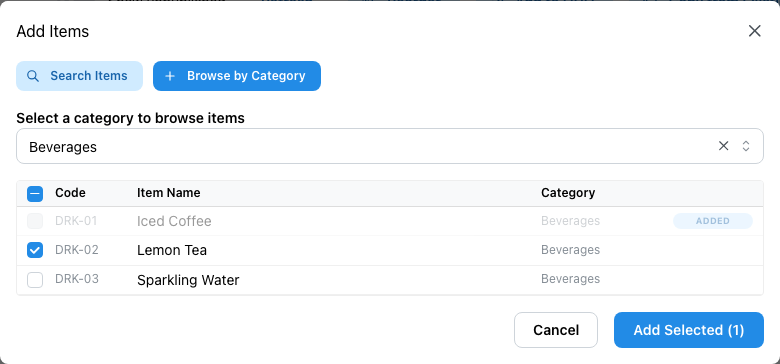 Add Items
Search Items Browse by Category
Select a category to browse items
Beverages
Code Item Name Category
DRK-01 Iced Coffee Beverages ADDED
DRK-02 Lemon Tea Beverages
DRK-03 Sparkling Water Beverages
Cancel Add Selected (1)